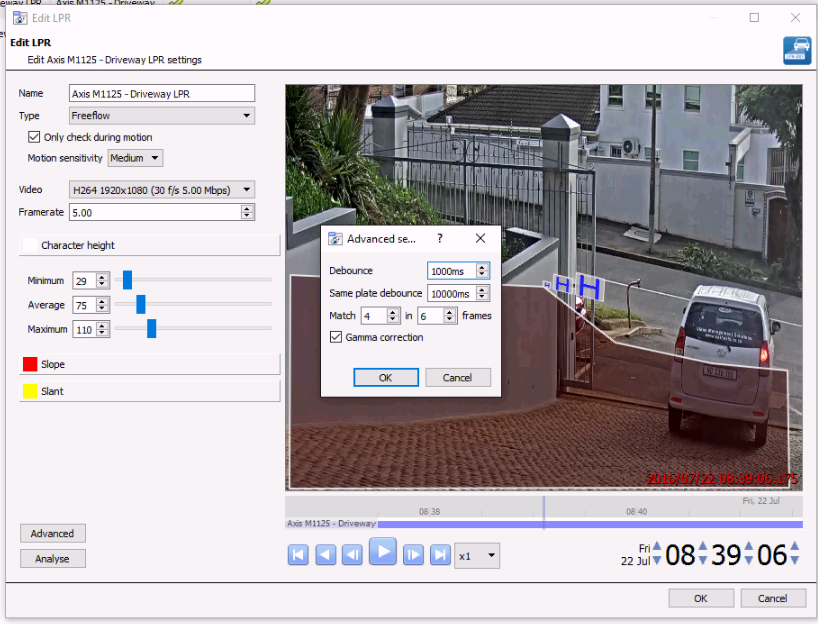 Axis M1125 - Driveway
Edit LPR
Edit LPR
Edit Axis M1125 - Driveway LPR settings
Name Axis M1125 - Driveway LPR
Type Freeflow
Only check during motion
Motion sensitivity Medium
Video H264 1920x1080 (30 f/s 5.00 Mbps)
Framerate 5.00
Character height
Minimum 29
Average 75
Maximum 110
Slope
Slant
Advanced
Analyse
Advanced se... ?
Debounce 1000ms
Same plate debounce 10000ms
Match 4 in 6 frames
Gamma correction
OK Cancel
H H H
2016/07/22 08:39:06.175
Fri, 22 Jul
08:38 08:40
Axis M1125 - Driveway
x1
Fri
22 Jul 08 39 06
OK Cancel